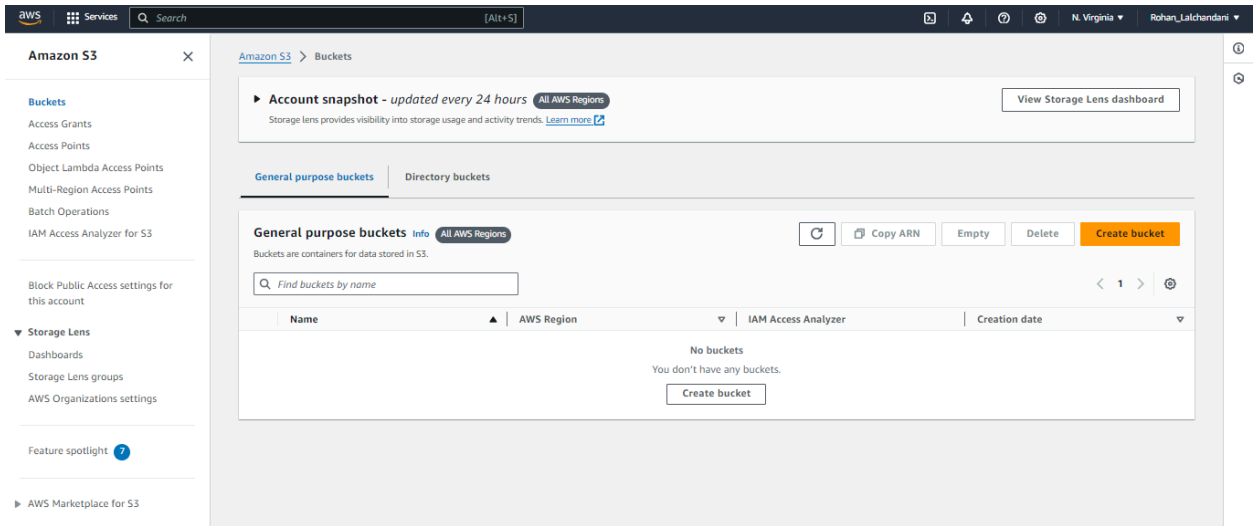 aws Services Search [Alt+S] N. Virginia Rohan_Lalchandani
Amazon S3
Buckets
Access Grants
Access Points
Object Lambda Access Points
Multi-Region Access Points
Batch Operations
IAM Access Analyzer for S3
Block Public Access settings for
this account
Storage Lens
Dashboards
Storage Lens groups
AWS Organizations settings
Feature spotlight 7
AWS Marketplace for S3
Amazon S3 > Buckets
Account snapshot - updated every 24 hours All AWS Regions View Storage Lens dashboard
Storage lens provides visibility into storage usage and activity trends. Learn more
General purpose buckets Directory buckets
General purpose buckets Info All AWS Regions Copy ARN Empty Delete Create bucket
Buckets are containers for data stored in S3.
Find buckets by name < 1 >
Name AWS Region IAM Access Analyzer Creation date
No buckets
You don't have any buckets.
Create bucket